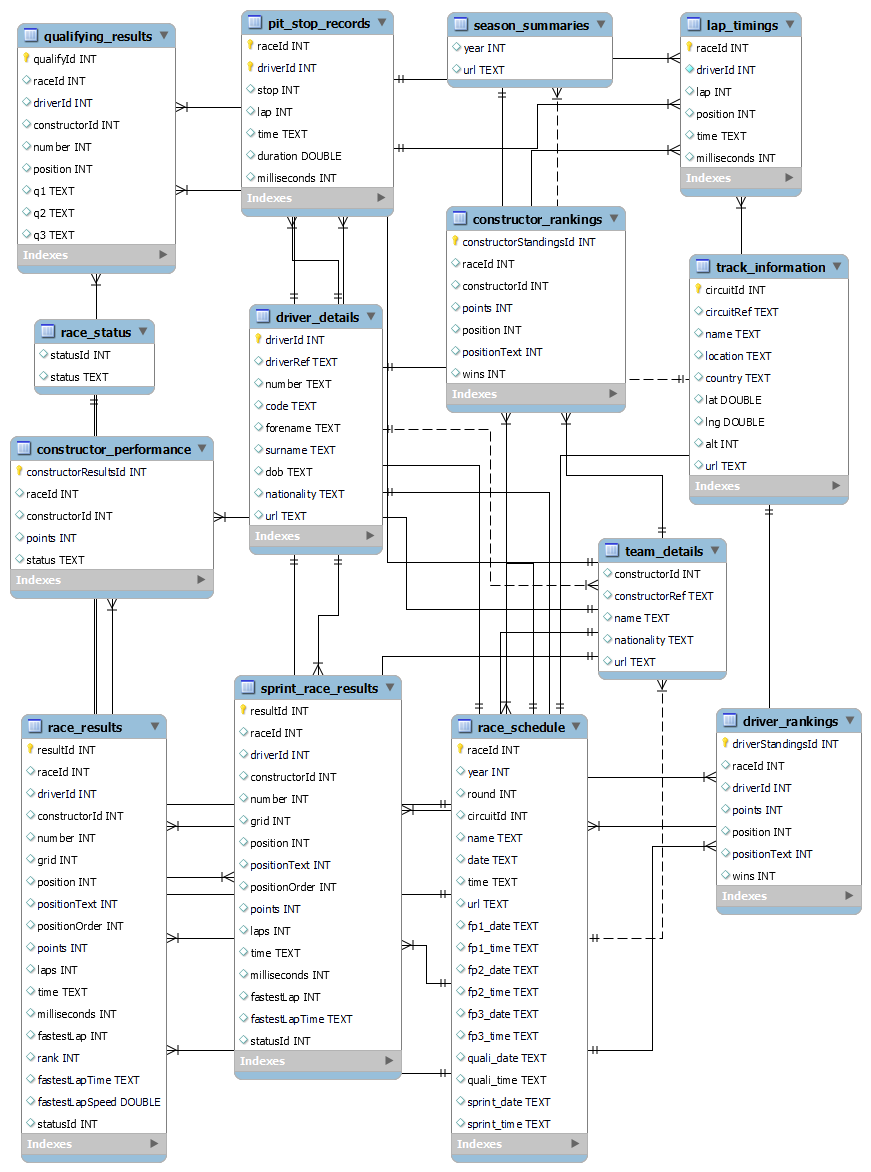 qualifying_results
qualifyId INT
raceId INT
driverId INT
constructorId INT
number INT
position INT
q1 TEXT
q2 TEXT
q3 TEXT
Indexes
pit_stop_records
raceId INT
driverId INT
stop INT
lap INT
time TEXT
duration DOUBLE
milliseconds INT
Indexes
season_summaries
year INT
url TEXT
lap_timings
raceId INT
driverId INT
lap INT
position INT
time TEXT
milliseconds INT
Indexes
constructor_rankings
constructorStandingsId INT
raceId INT
constructorId INT
points INT
position INT
positionText INT
wins INT
Indexes
track_information
circuitId INT
circuitRef TEXT
name TEXT
location TEXT
country TEXT
lat DOUBLE
lng DOUBLE
alt INT
url TEXT
Indexes
race_status
statusId INT
status TEXT
driver_details
driverId INT
driverRef TEXT
number TEXT
code TEXT
forename TEXT
surname TEXT
dob TEXT
nationality TEXT
url TEXT
Indexes
constructor_performance
constructorResultsId INT
raceId INT
constructorId INT
points INT
status TEXT
Indexes
team_details
constructorId INT
constructorRef TEXT
name TEXT
nationality TEXT
url TEXT
race_results
resultId INT
raceId INT
driverId INT
constructorId INT
number INT
grid INT
position INT
positionText INT
positionOrder INT
points INT
laps INT
time TEXT
milliseconds INT
fastestLap INT
rank INT
fastestLapTime TEXT
fastestLapSpeed DOUBLE
statusId INT
Indexes
sprint_race_results
resultId INT
raceId INT
driverId INT
constructorId INT
number INT
grid INT
position INT
positionText INT
positionOrder INT
points INT
laps INT
time TEXT
milliseconds INT
fastestLap INT
fastestLapTime TEXT
statusId INT
Indexes
race_schedule
raceId INT
year INT
round INT
circuitId INT
name TEXT
date TEXT
time TEXT
url TEXT
fp1_date TEXT
fp1_time TEXT
fp2_date TEXT
fp2_time TEXT
fp3_date TEXT
fp3_time TEXT
quali_date TEXT
quali_time TEXT
sprint_date TEXT
sprint_time TEXT
Indexes
driver_rankings
driverStandingsId INT
raceId INT
driverId INT
points INT
position INT
positionText INT
wins INT
Indexes